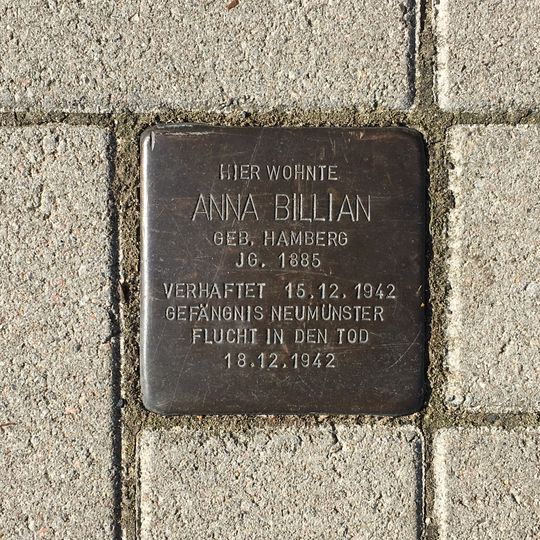 HIER WOHNTE
ANNA BILLIAN
GEB. HAMBERG
JG. 1885
VERHAFTET 15.12.1942
GEFÄNGNIS NEUMÜNSTER
FLUCHT IN DEN TOD
18.12.1942